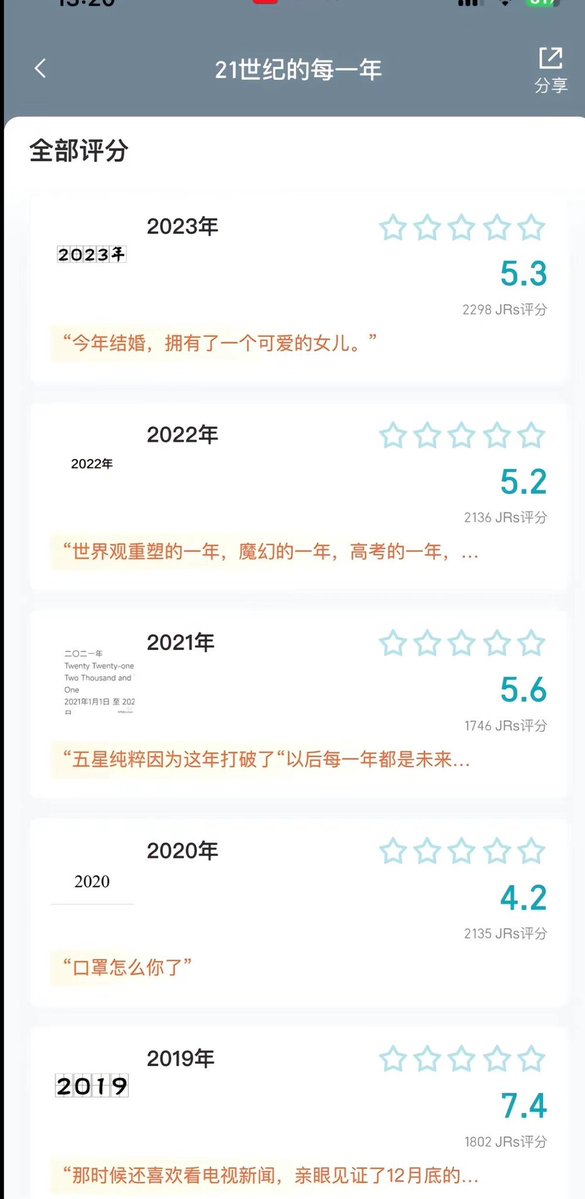 21世纪的每一年
分享
全部评分
2023年
2023年
5.3
2298 JRs评分
“今年结婚，拥有了一个可爱的女儿。”
2022年
2022年
5.2
2136 JRs评分
“世界观重塑的一年，魔幻的一年，高考的一年，...
2021年
二〇二一年
Twenty Twenty-one
Two Thousand and
One
2021年1月1日 至 202
日
5.6
1746 JRs评分
“五星纯粹因为这年打破了“以后每一年都是未来...
2020年
2020
4.2
2135 JRs评分
“口罩怎么你了”
2019年
2019
7.4
1802 JRs评分
“那时候还喜欢看电视新闻，亲眼见证了12月底的...